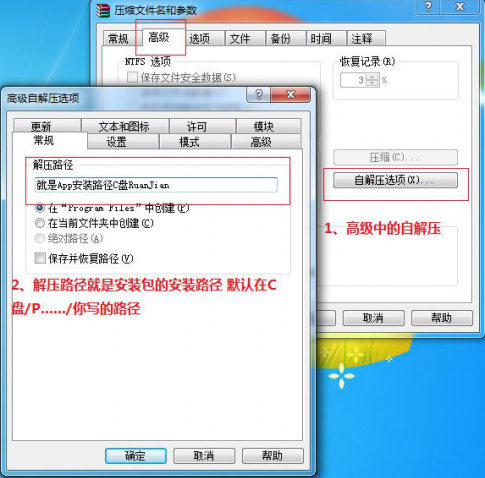 压缩文件名和参数
常规 高级 选项 文件 备份 时间 注释
NTFS 选项
保存文件安全数据(S)
恢复记录(R)
3 %
压缩(C)...
自解压选项(X)...
1、高级中的自解压
取消 帮助
高级自解压选项
更新 文本和图标 许可 模块
常规 设置 模式 高级
解压路径
就是App安装路径C盘RuanJian
在“Program Files”中创建(P)
在当前文件夹中创建(C)
绝对路径(A)
保存并恢复路径(V)
2、解压路径就是安装包的安装路径 默认在C
盘/P……/你写的路径
确定 取消 帮助